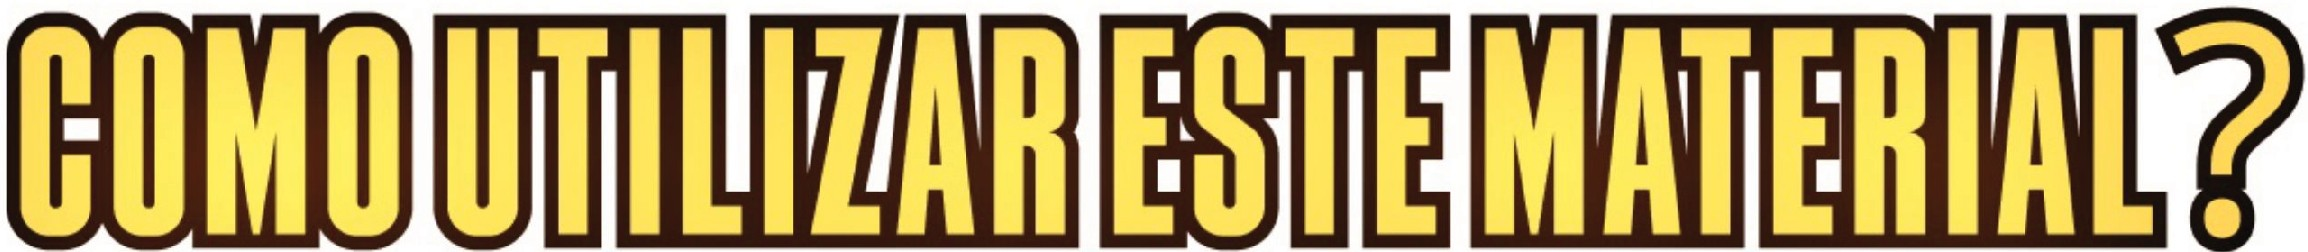 COMO UTILIZAR ESTE MATERIAL?